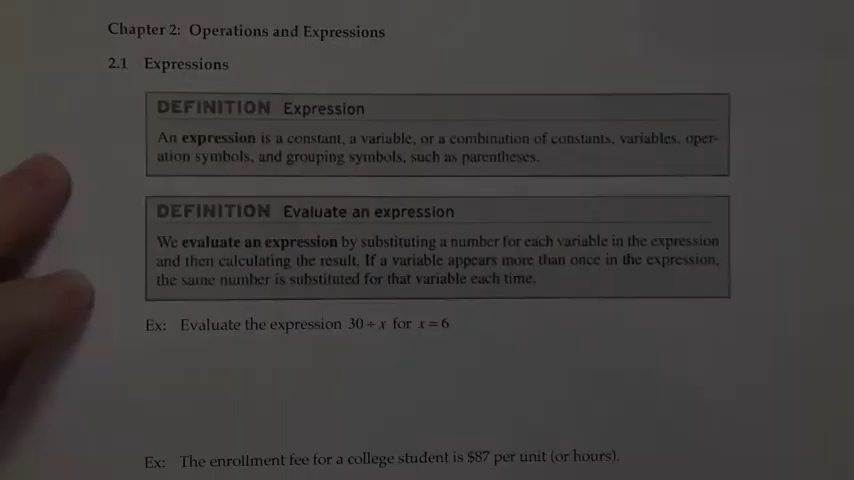 Chapter 2: Operations and Expressions
2.1 Expressions
DEFINITION Expression
An expression is a constant, a variable, or a combination of constants, variables, oper-
ation symbols, and grouping symbols, such as parentheses.
DEFINITION Evaluate an expression
We evaluate an expression by substituting a number for each variable in the expression
and then calculating the result. If a variable appears more than once in the expression,
the same number is substituted for that variable each time.
Ex: Evaluate the expression 30 ÷ x for x = 6
Ex: The enrollment fee for a college student is $87 per unit (or hours).